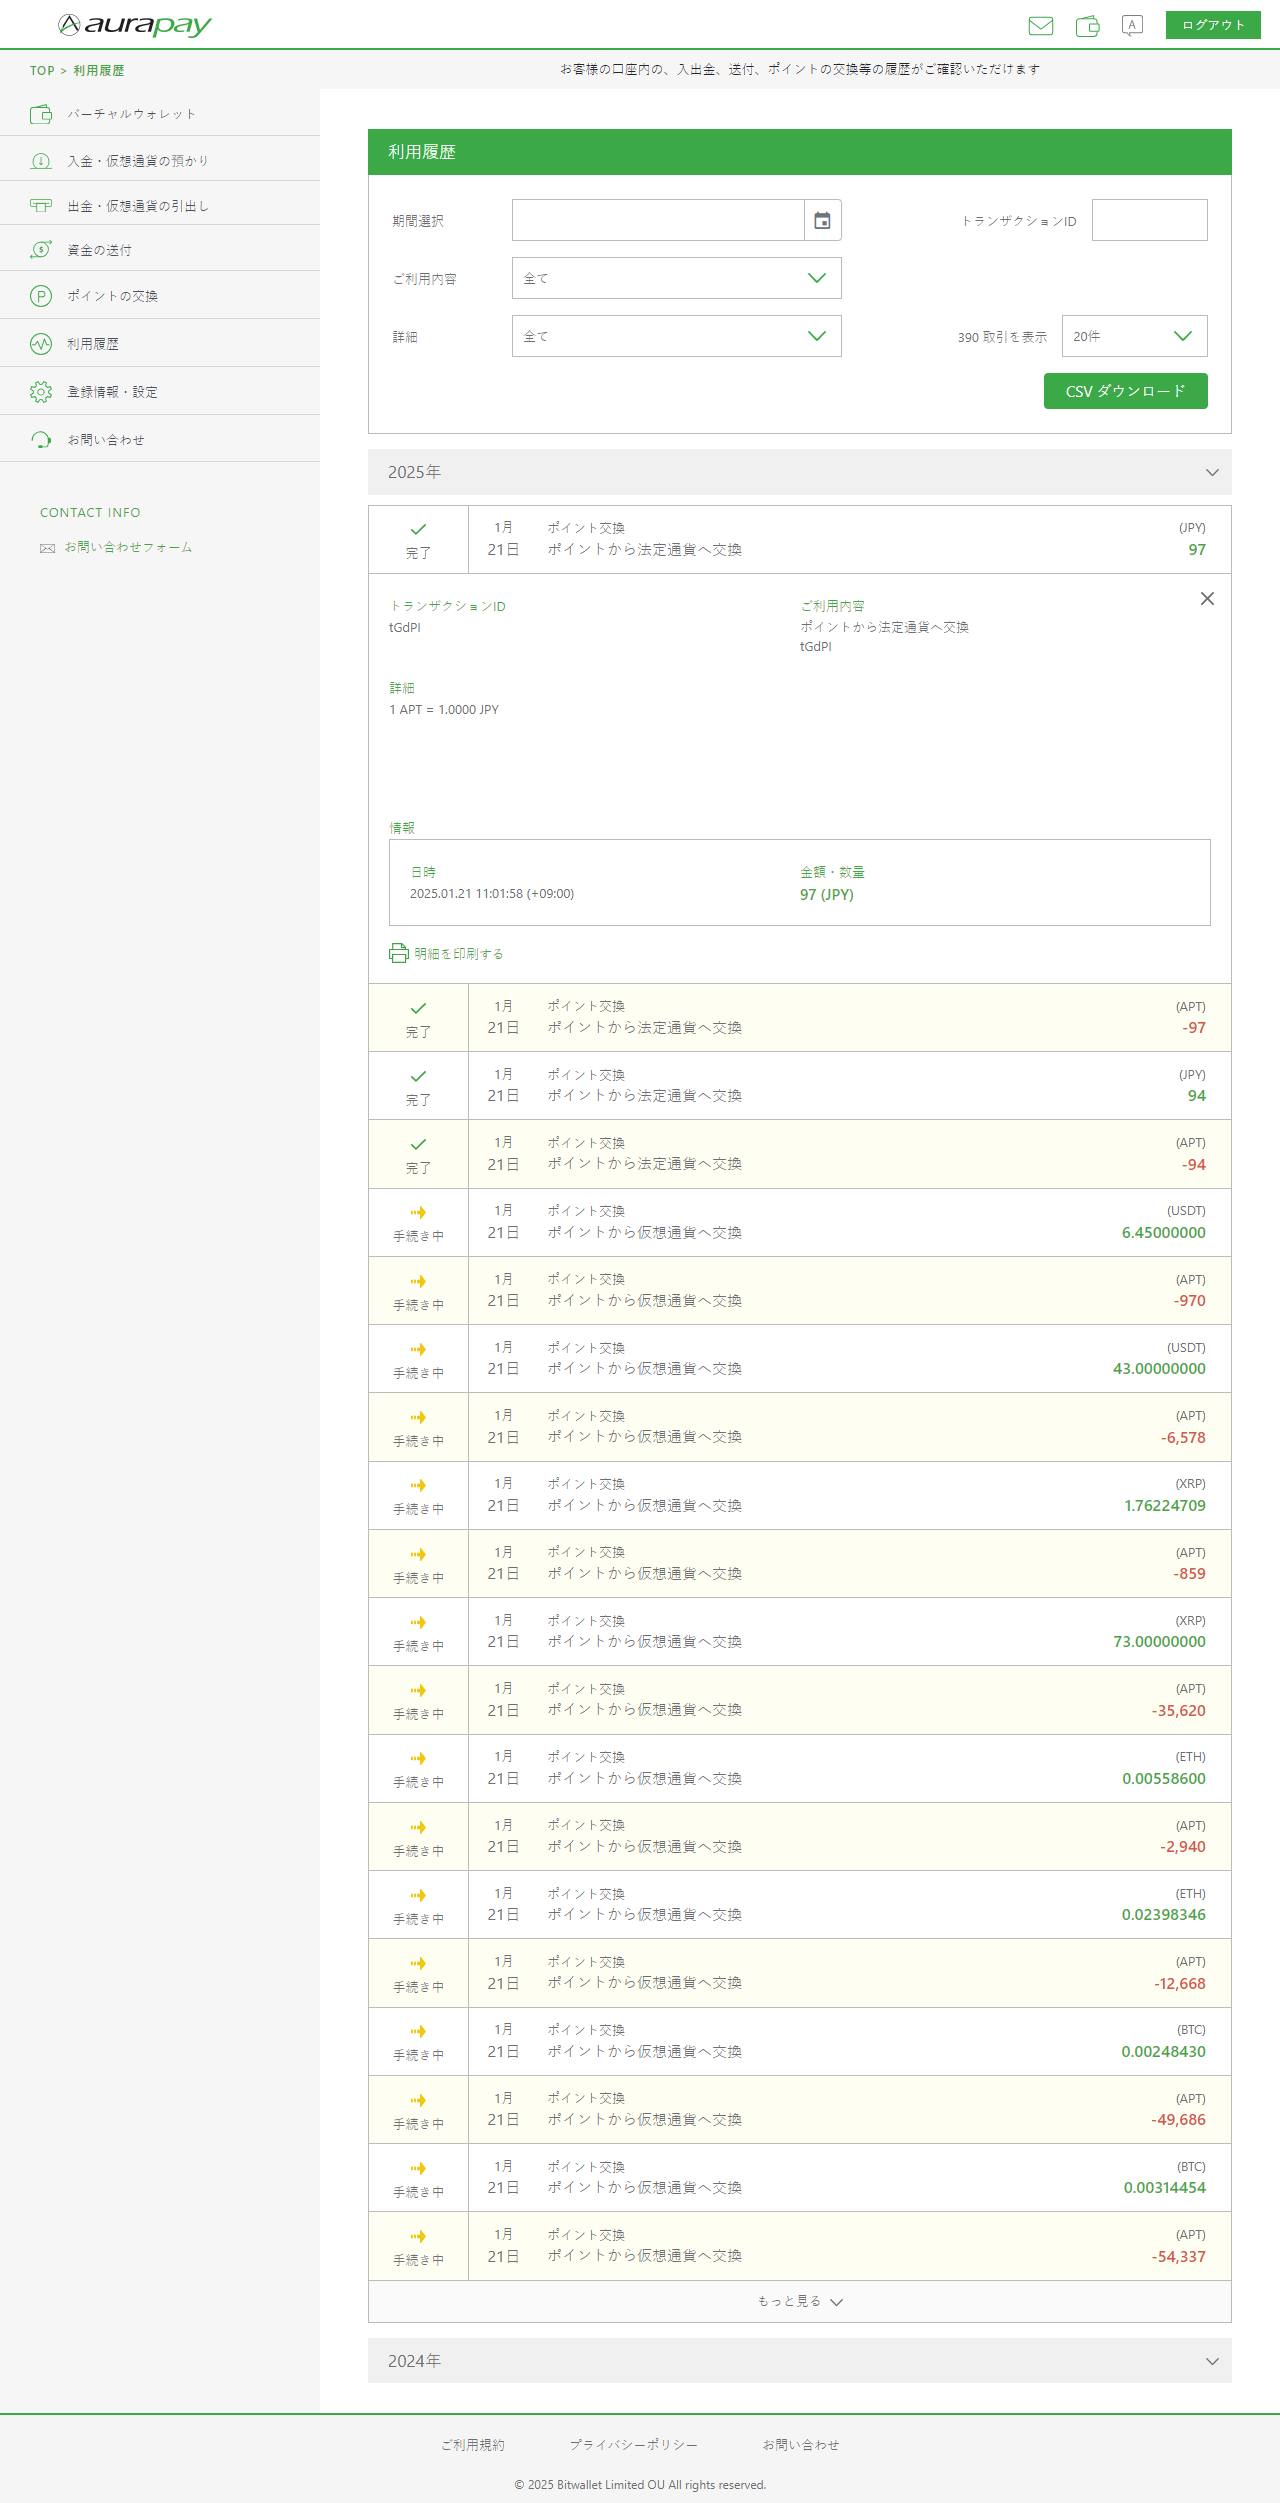 aurapay
A
ログアウト
TOP > 利用履歴
お客様の口座内の、入出金、送付、ポイントの交換等の履歴がご確認いただけます
バーチャルウォレット
入金・仮想通貨の預かり
出金・仮想通貨の引出し
資金の送付
ポイントの交換
利用履歴
登録情報・設定
お問い合わせ
CONTACT INFO
お問い合わせフォーム
利用履歴
期間選択
トランザクションID
ご利用内容
全て
詳細
全て
390 取引を表示
20件
CSV ダウンロード
2025年
完了
1月
21日
ポイント交換
ポイントから法定通貨へ交換
(JPY)
97
トランザクションID
tGdPl
ご利用内容
ポイントから法定通貨へ交換
tGdPl
詳細
1 APT = 1.0000 JPY
情報
日時
2025.01.21 11:01:58 (+09:00)
金額・数量
97 (JPY)
明細を印刷する
完了
1月
21日
ポイント交換
ポイントから法定通貨へ交換
(APT)
-97
完了
1月
21日
ポイント交換
ポイントから法定通貨へ交換
(JPY)
94
完了
1月
21日
ポイント交換
ポイントから法定通貨へ交換
(APT)
-94
手続き中
1月
21日
ポイント交換
ポイントから仮想通貨へ交換
(USDT)
6.45000000
手続き中
1月
21日
ポイント交換
ポイントから仮想通貨へ交換
(APT)
-970
手続き中
1月
21日
ポイント交換
ポイントから仮想通貨へ交換
(USDT)
43.00000000
手続き中
1月
21日
ポイント交換
ポイントから仮想通貨へ交換
(APT)
-6,578
手続き中
1月
21日
ポイント交換
ポイントから仮想通貨へ交換
(XRP)
1.76224709
手続き中
1月
21日
ポイント交換
ポイントから仮想通貨へ交換
(APT)
-859
手続き中
1月
21日
ポイント交換
ポイントから仮想通貨へ交換
(XRP)
73.00000000
手続き中
1月
21日
ポイント交換
ポイントから仮想通貨へ交換
(APT)
-35,620
手続き中
1月
21日
ポイント交換
ポイントから仮想通貨へ交換
(ETH)
0.00558600
手続き中
1月
21日
ポイント交換
ポイントから仮想通貨へ交換
(APT)
-2,940
手続き中
1月
21日
ポイント交換
ポイントから仮想通貨へ交換
(ETH)
0.02398346
手続き中
1月
21日
ポイント交換
ポイントから仮想通貨へ交換
(APT)
-12,668
手続き中
1月
21日
ポイント交換
ポイントから仮想通貨へ交換
(BTC)
0.00248430
手続き中
1月
21日
ポイント交換
ポイントから仮想通貨へ交換
(APT)
-49,686
手続き中
1月
21日
ポイント交換
ポイントから仮想通貨へ交換
(BTC)
0.00314454
手続き中
1月
21日
ポイント交換
ポイントから仮想通貨へ交換
(APT)
-54,337
もっと見る
2024年
ご利用規約
プライバシーポリシー
お問い合わせ
© 2025 Bitwallet Limited OU All rights reserved.